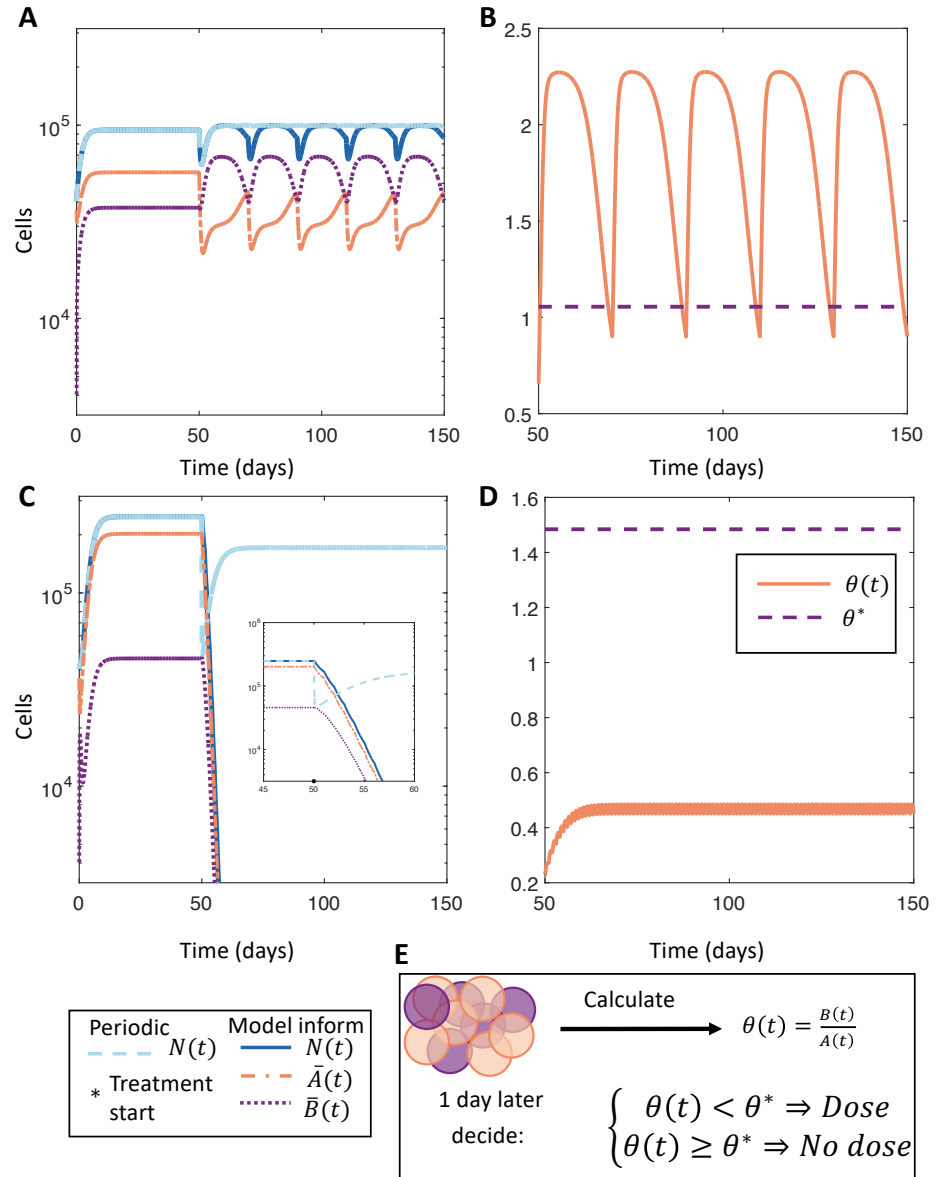 A
10^5
10^4
Cells
0
50
100
150
Time (days)
B
2.5
2
1.5
1
0.5
50
100
150
Time (days)
C
10^5
10^4
Cells
0
50
100
150
Time (days)
10^6
10^5
10^4
45
50
55
60
D
1.6
1.4
1.2
1
0.8
0.6
0.4
0.2
50
100
150
Time (days)
θ(t)
θ*
Periodic
N(t)
* Treatment start
Model inform
N(t)
Ā(t)
B̄(t)
E
Calculate
θ(t) = B(t)/A(t)
1 day later
decide:
θ(t) < θ* ⇒ Dose
θ(t) ≥ θ* ⇒ No dose